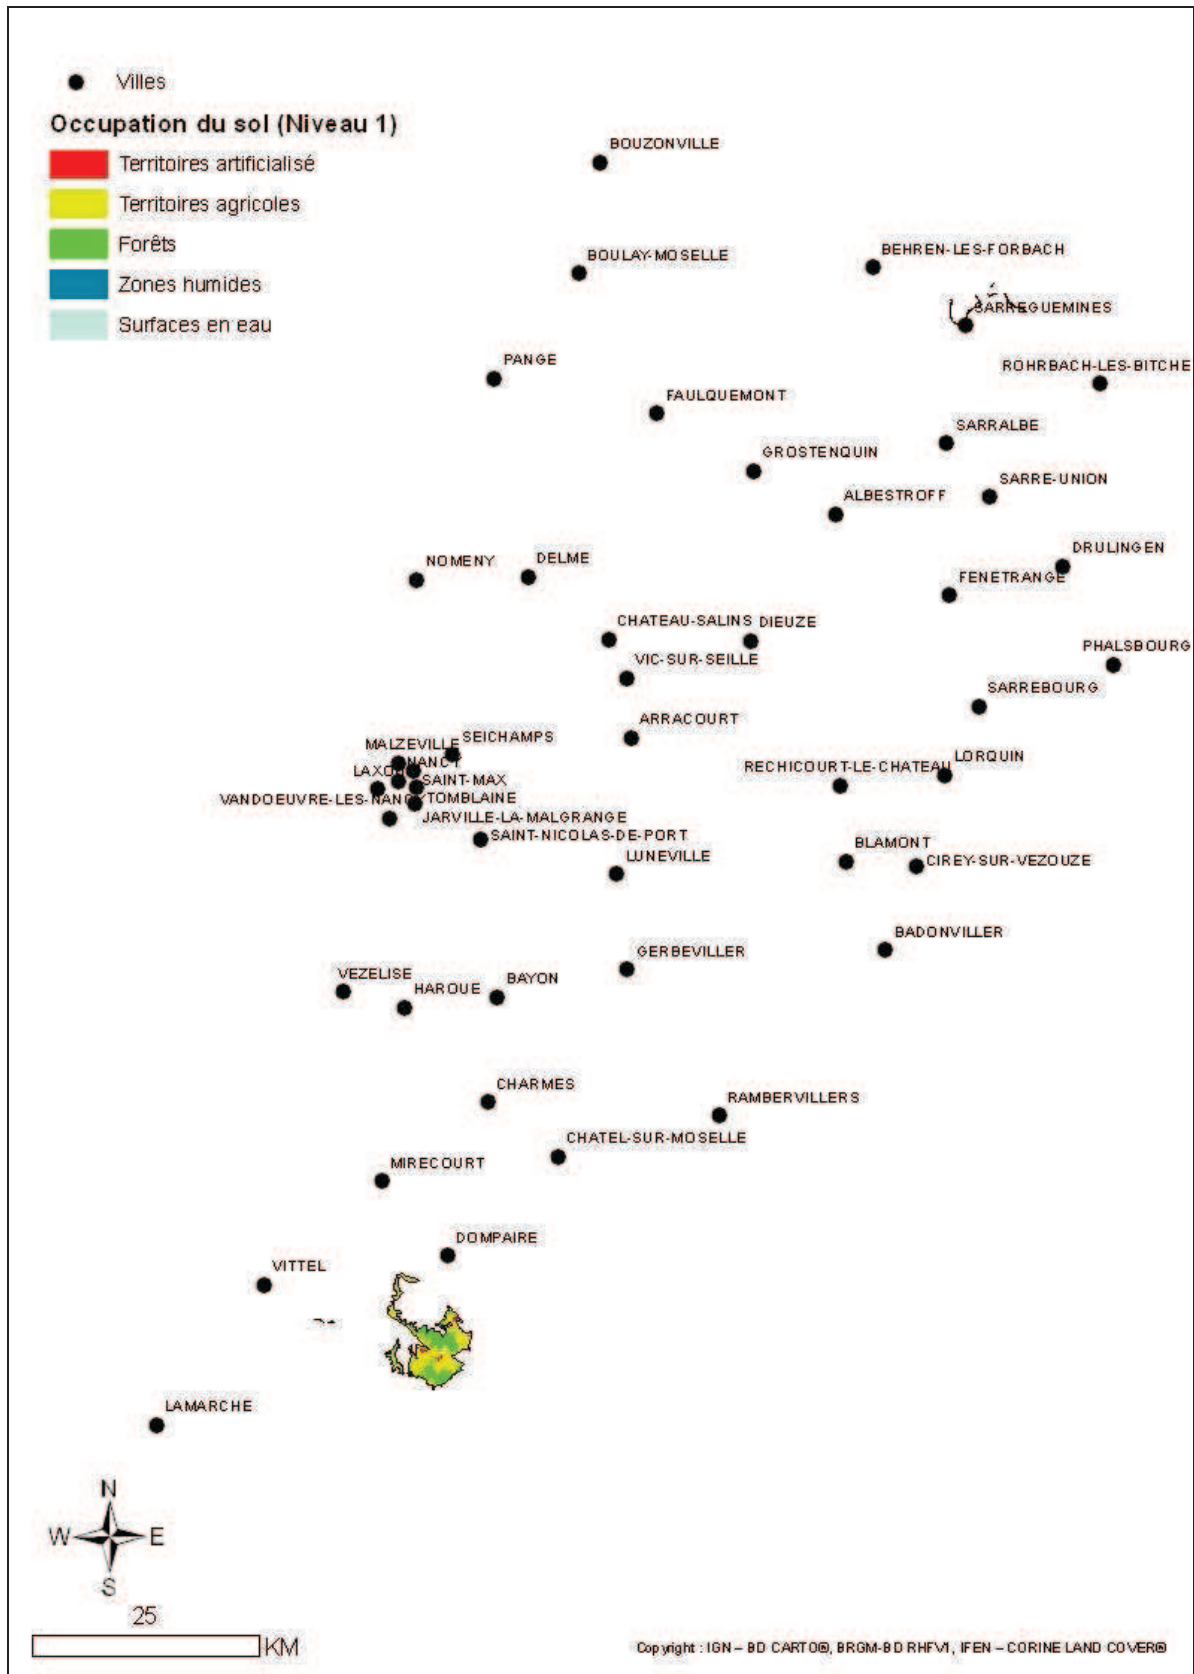 Villes
Occupation du sol (Niveau 1)
Territoires artificialisé
Territoires agricoles
Forêts
Zones humides
Surfaces en eau
BOUZONVILLE
BOULAY-MOSELLE
BEHREN-LES-FORBACH
SARREGUEMINES
PANGE
ROHRBACH-LES-BITCHE
FAULQUEMONT
SARRALBE
GROSTENQUIN
SARRE-UNION
ALBESTROFF
DRULINGEN
NOMENY
DELME
FENETRANGE
CHATEAU-SALINS
DIEUZE
PHALSBOURG
VIC-SUR-SEILLE
SARREBOURG
ARRACOURT
SEICHAMPS
MALZEVILLE
NANCY
LORQUIN
RECHICOURT-LE-CHATEAU
LAXOU
SAINT-MAX
VANDOEUVRE-LES-NANCY
TOMBLAINE
JARVILLE-LA-MALGRANGE
SAINT-NICOLAS-DE-PORT
BLAMONT
LUNEVILLE
CIREY-SUR-VEZOUZE
BADONVILLER
GERBEVILLER
VEZELISE
BAYON
HAROUE
CHARMES
RAMBERVILLERS
CHATEL-SUR-MOSELLE
MIRECOURT
DOMPAIRE
VITTEL
LAMARCHE
N
W
E
S
25
KM
Copyright : IGN – BD CARTO®, BRGM-BD RHFV1, IFEN – CORINE LAND COVER®